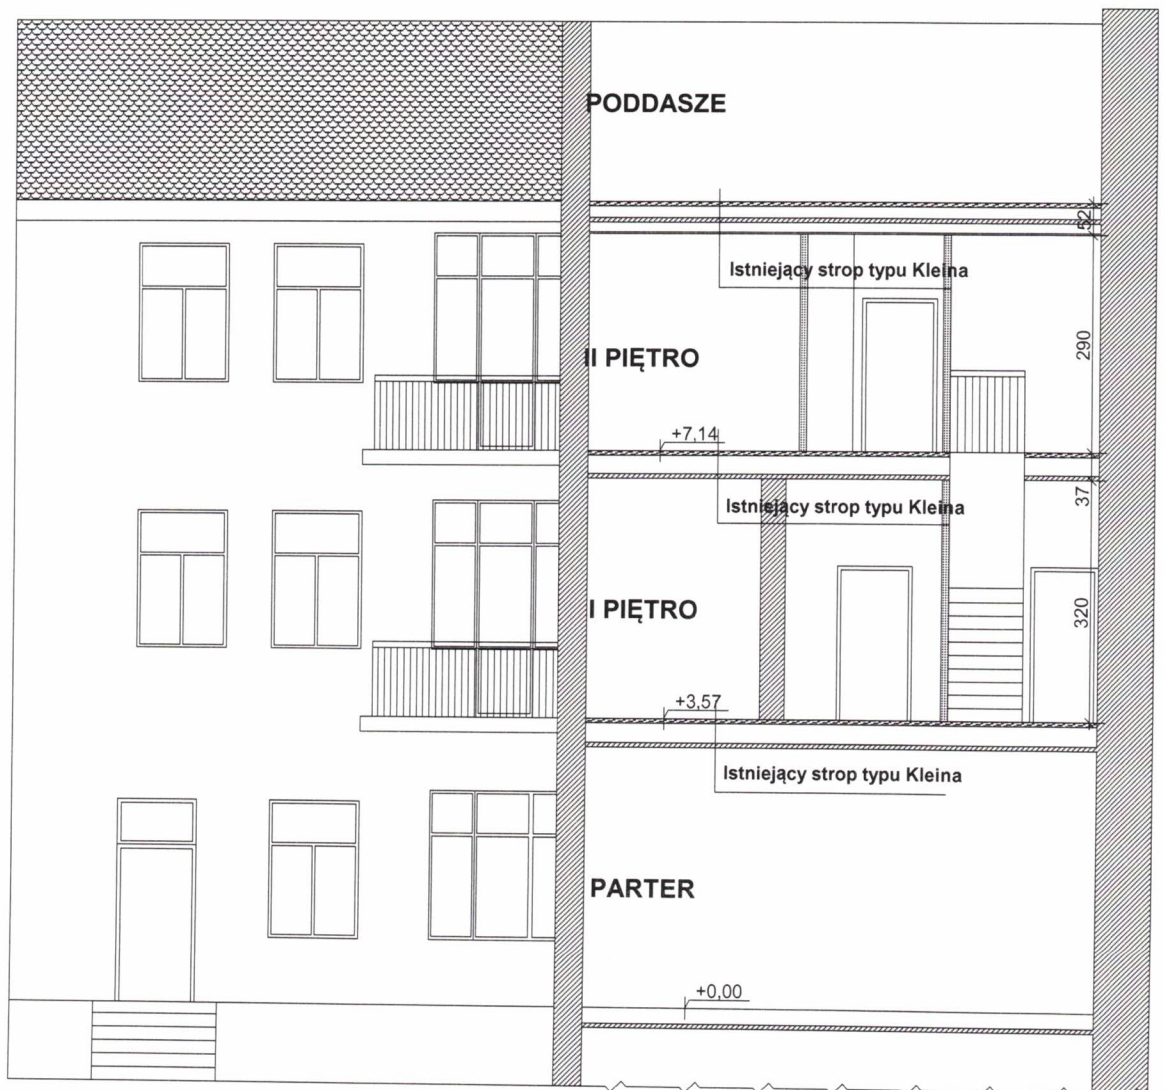 PODDASZE
52
Istniejący strop typu Kleina
290
II PIĘTRO
+7,14
37
Istniejący strop typu Kleina
320
I PIĘTRO
+3,57
Istniejący strop typu Kleina
PARTER
+0,00